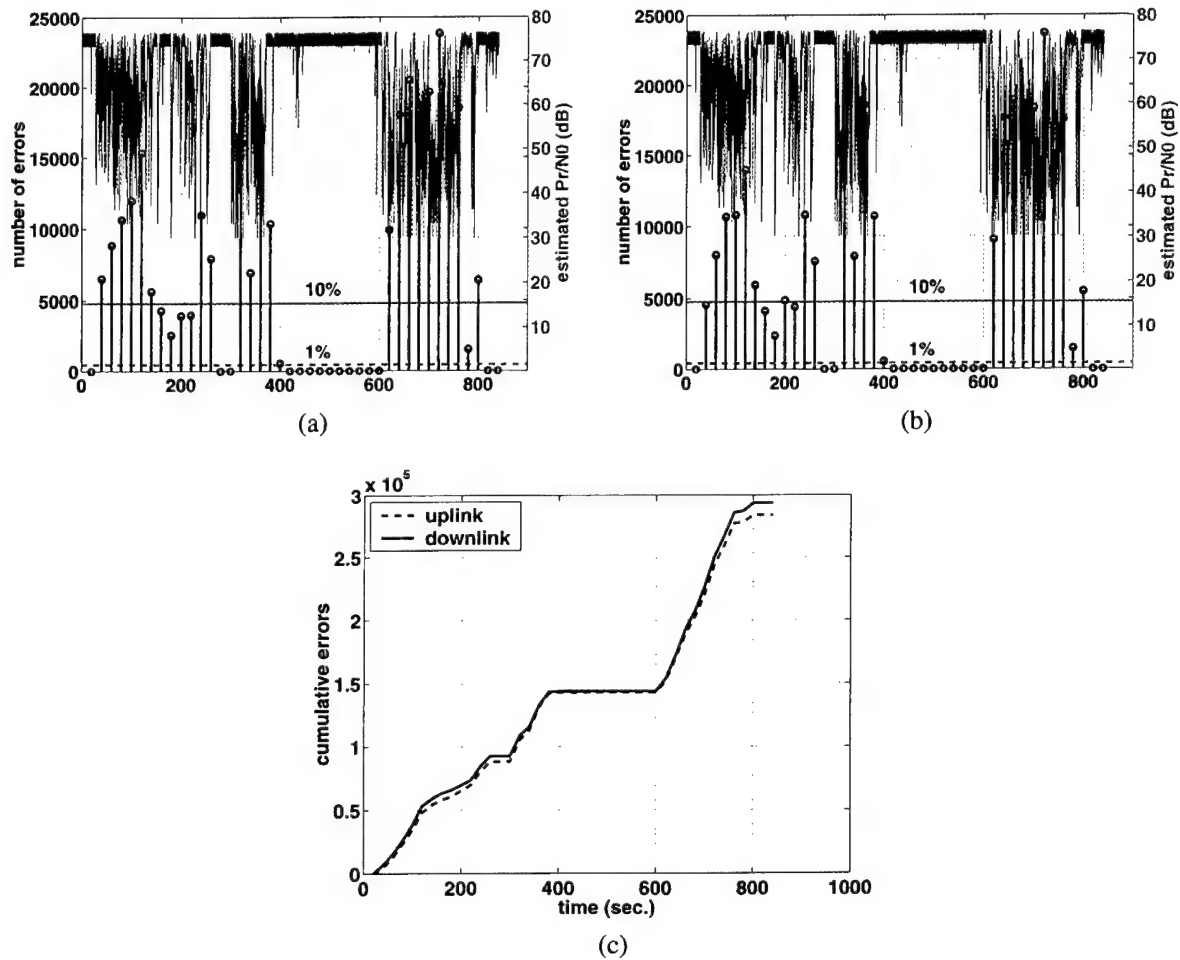 25000
20000
15000
10000
5000
0
number of errors
80
70
60
50
40
30
20
10
estimated Pr/N0 (dB)
10%
1%
0 200 400 600 800
(a)
25000
20000
15000
10000
5000
0
number of errors
80
70
60
50
40
30
20
10
estimated Pr/N0 (dB)
10%
1%
0 200 400 600 800
(b)
x 10^5
3
2.5
2
1.5
1
0.5
0
cumulative errors
uplink
downlink
0 200 400 600 800 1000
time (sec.)
(c)